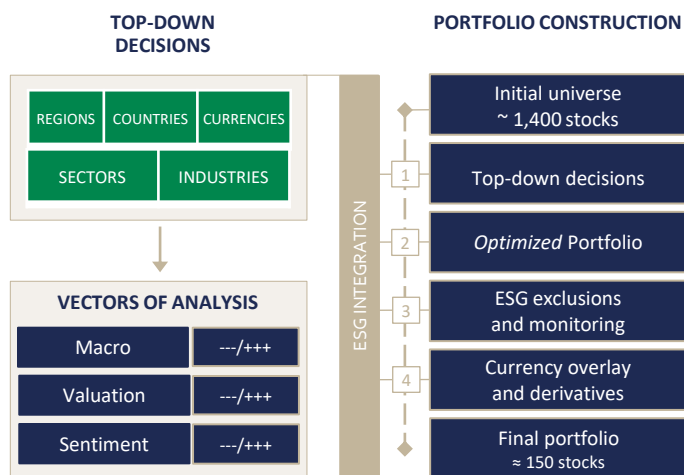 TOP-DOWN
DECISIONS
REGIONS
COUNTRIES
CURRENCIES
SECTORS
INDUSTRIES
VECTORS OF ANALYSIS
Macro
---/+++
Valuation
---/+++
Sentiment
---/+++
ESG INTEGRATION
PORTFOLIO CONSTRUCTION
Initial universe
~ 1,400 stocks
1
Top-down decisions
2
Optimized Portfolio
3
ESG exclusions
and monitoring
4
Currency overlay
and derivatives
Final portfolio
≈ 150 stocks